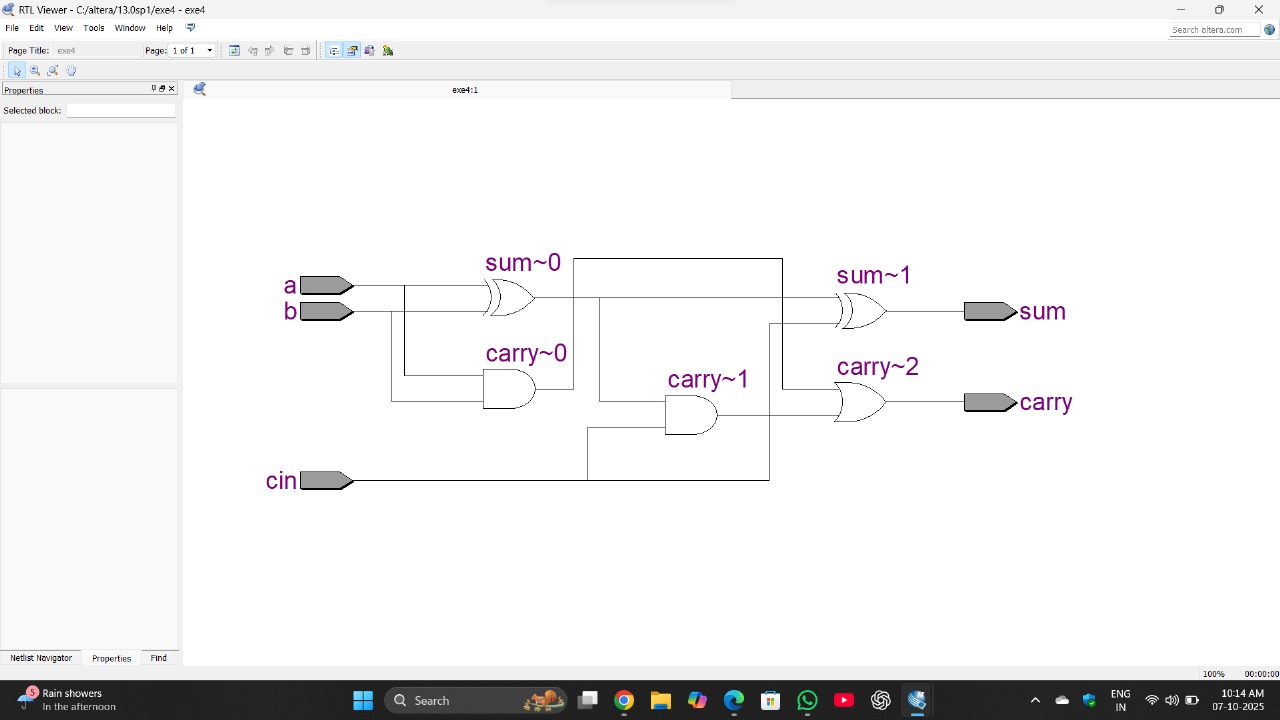 RTL Viewer - C:/altera/13.0sp1/exe4 - exe4
File Edit View Tools Window Help
Search altera.com
Page Title: exe4 Page: 1 of 1
Properties
exe4:1
Selected block:
sum~0
sum~1
a
b
sum
carry~0
carry~2
carry~1
carry
cin
Netlist Navigator Properties Find
100% 00:00:00
5
Rain showers
In the afternoon
Search
ENG
IN
10:14 AM
07-10-2025